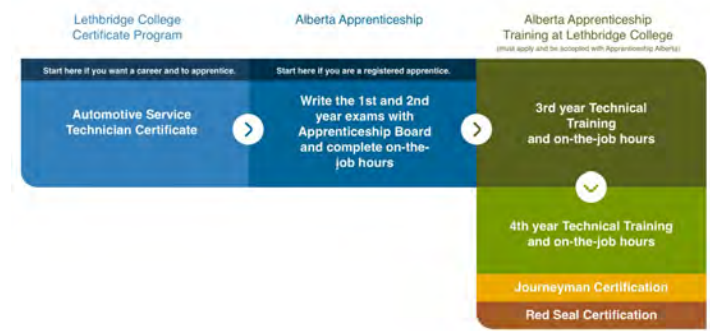 Lethbridge College
Certificate Program
Alberta Apprenticeship
Alberta Apprenticeship
Training at Lethbridge College
(must apply and be accepted with Apprenticeship Alberta)
Start here if you want a career and to apprentice.
Start here if you are a registered apprentice.
Automotive Service
Technician Certificate
Write the 1st and 2nd
year exams with
Apprenticeship Board
and complete on-the-
job hours
3rd year Technical
Training
and on-the-job hours
4th year Technical Training
and on-the-job hours
Journeyman Certification
Red Seal Certification